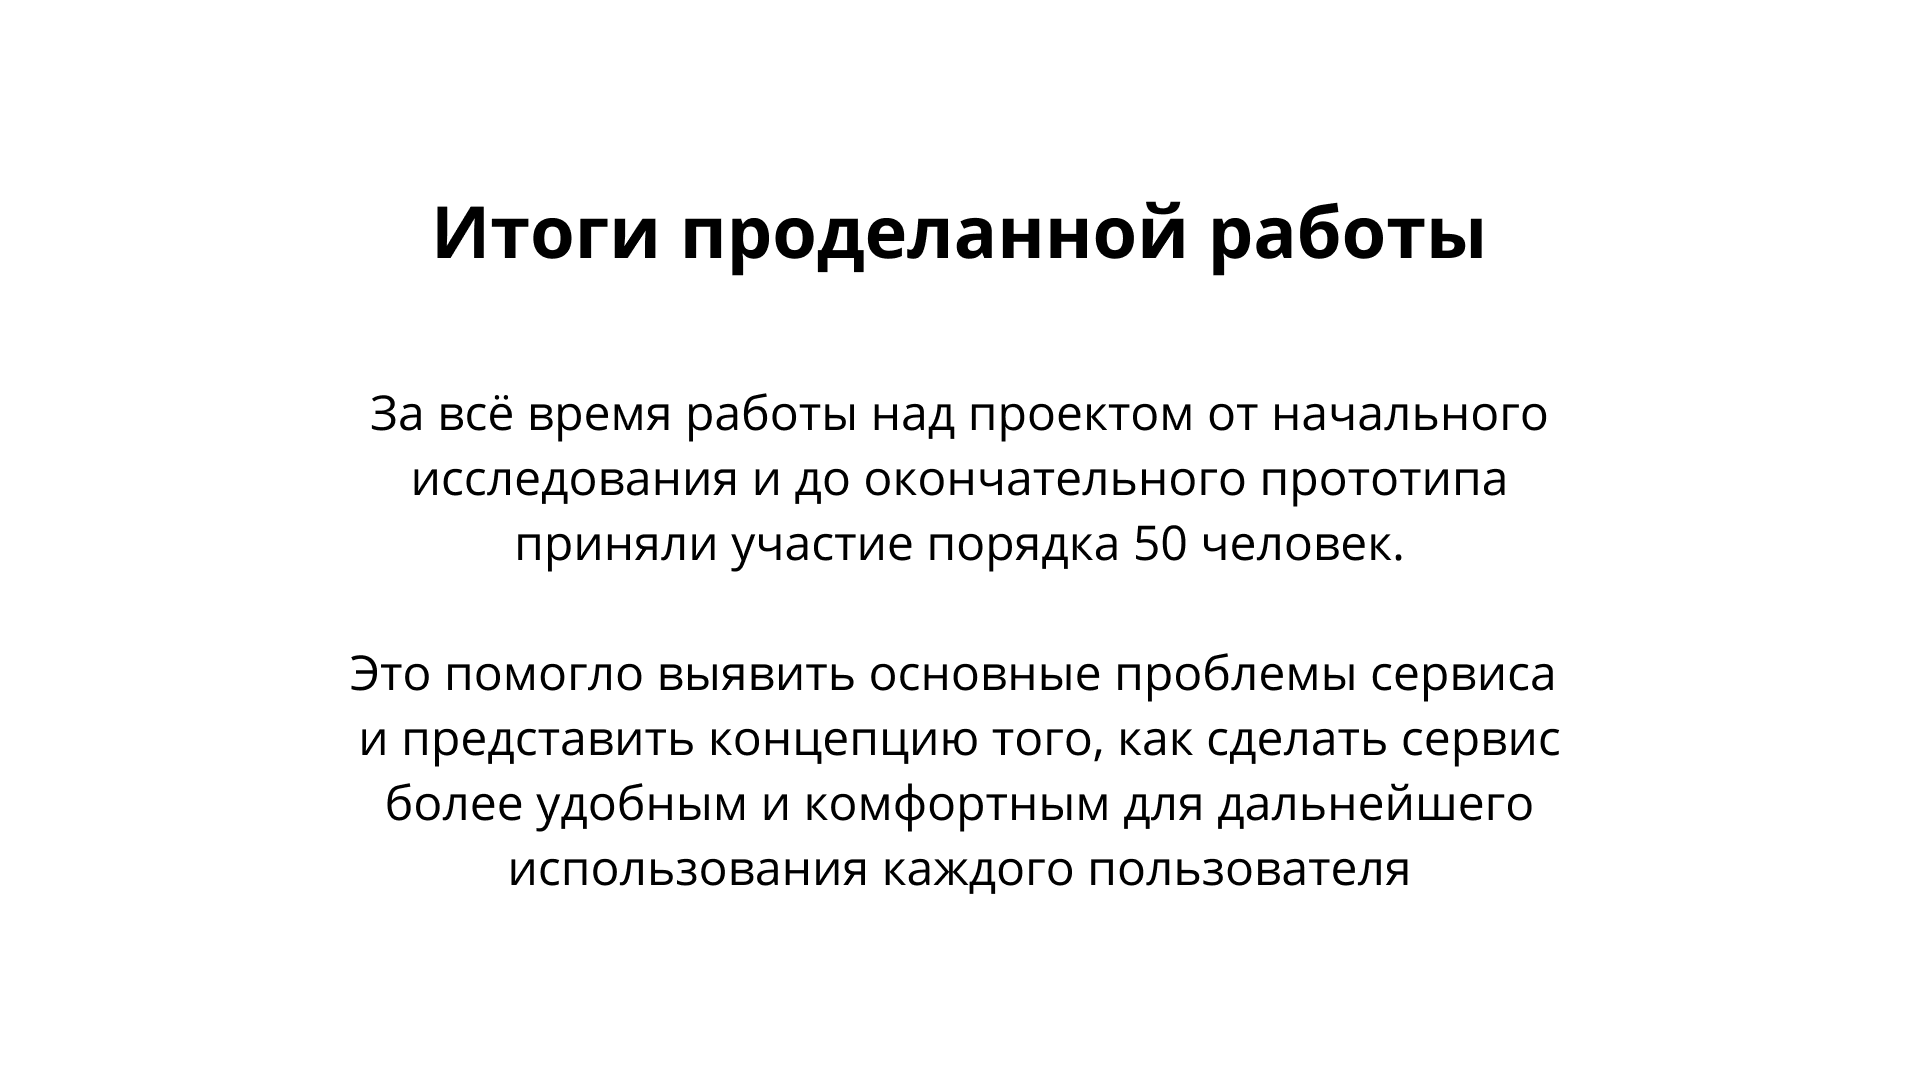 Итоги проделанной работы
За всё время работы над проектом от начального
исследования и до окончательного прототипа
приняли участие порядка 50 человек.
Это помогло выявить основные проблемы сервиса
и представить концепцию того, как сделать сервис
более удобным и комфортным для дальнейшего
использования каждого пользователя